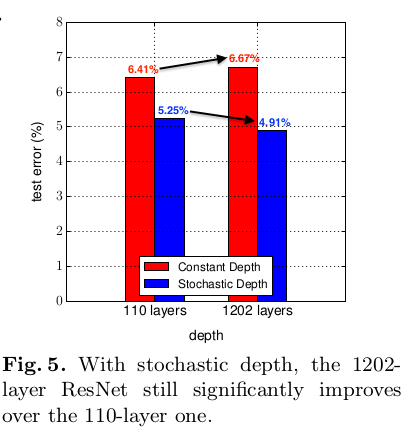 8
7
6
5
4
3
2
1
0
test error (%)
6.41%
6.67%
5.25%
4.91%
Constant Depth
Stochastic Depth
110 layers 1202 layers
depth
Fig. 5. With stochastic depth, the 1202-
layer ResNet still significantly improves
over the 110-layer one.